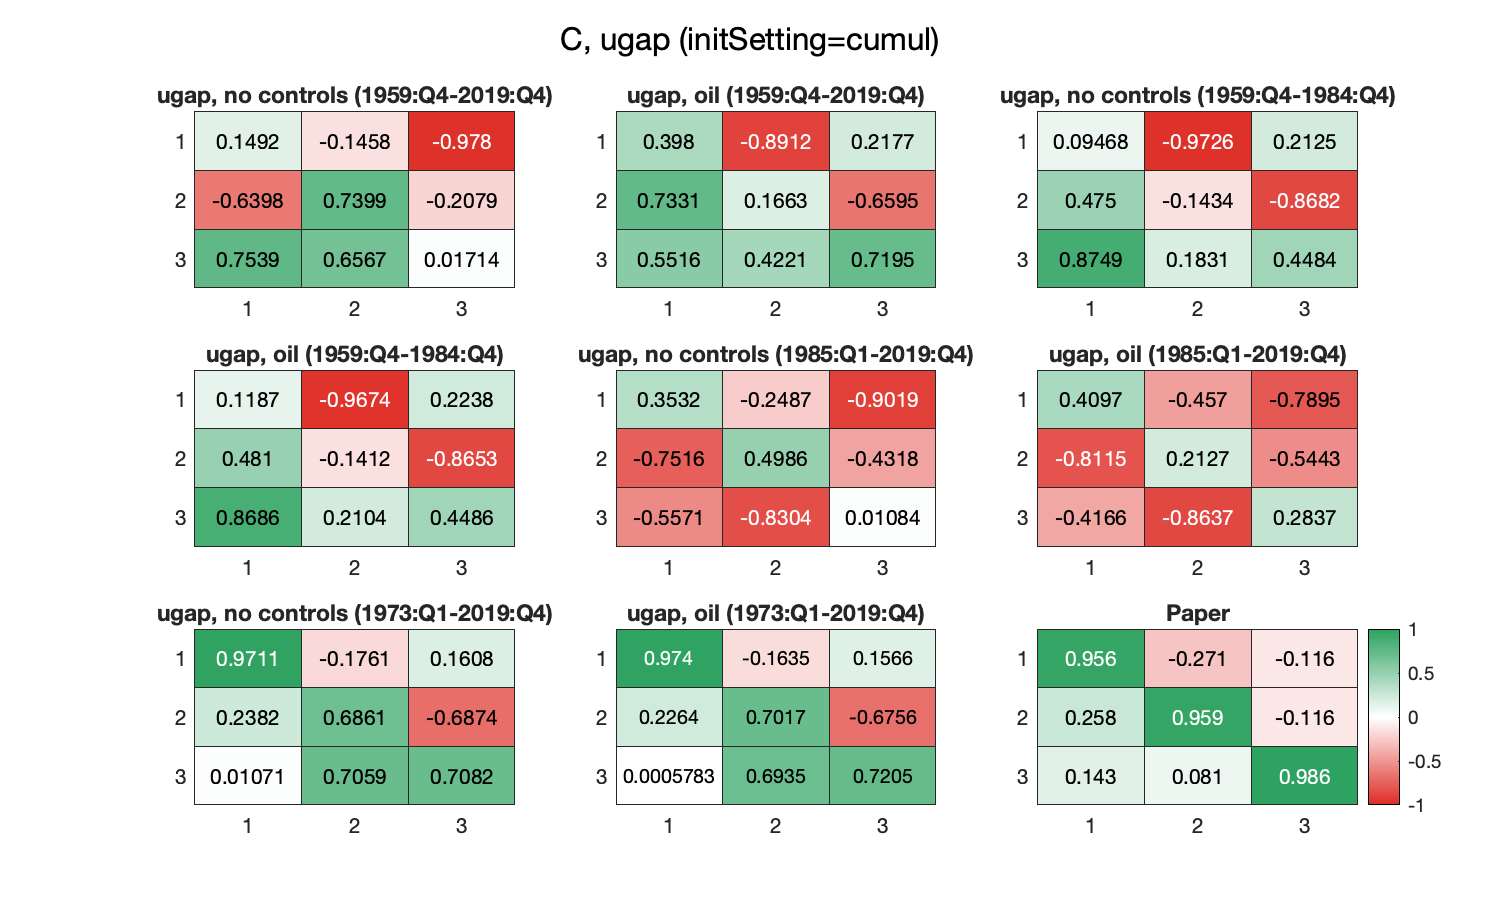 C, ugap (initSetting=cumul)
ugap, no controls (1959:Q4-2019:Q4)
1 0.1492 -0.1458 -0.978
2 -0.6398 0.7399 -0.2079
3 0.7539 0.6567 0.01714
1 2 3
ugap, oil (1959:Q4-2019:Q4)
1 0.398 -0.8912 0.2177
2 0.7331 0.1663 -0.6595
3 0.5516 0.4221 0.7195
1 2 3
ugap, no controls (1959:Q4-1984:Q4)
1 0.09468 -0.9726 0.2125
2 0.475 -0.1434 -0.8682
3 0.8749 0.1831 0.4484
1 2 3
ugap, oil (1959:Q4-1984:Q4)
1 0.1187 -0.9674 0.2238
2 0.481 -0.1412 -0.8653
3 0.8686 0.2104 0.4486
1 2 3
ugap, no controls (1985:Q1-2019:Q4)
1 0.3532 -0.2487 -0.9019
2 -0.7516 0.4986 -0.4318
3 -0.5571 -0.8304 0.01084
1 2 3
ugap, oil (1985:Q1-2019:Q4)
1 0.4097 -0.457 -0.7895
2 -0.8115 0.2127 -0.5443
3 -0.4166 -0.8637 0.2837
1 2 3
ugap, no controls (1973:Q1-2019:Q4)
1 0.9711 -0.1761 0.1608
2 0.2382 0.6861 -0.6874
3 0.01071 0.7059 0.7082
1 2 3
ugap, oil (1973:Q1-2019:Q4)
1 0.974 -0.1635 0.1566
2 0.2264 0.7017 -0.6756
3 0.0005783 0.6935 0.7205
1 2 3
Paper
1 0.956 -0.271 -0.116
2 0.258 0.959 -0.116
3 0.143 0.081 0.986
1 2 3
1
0.5
0
-0.5
-1